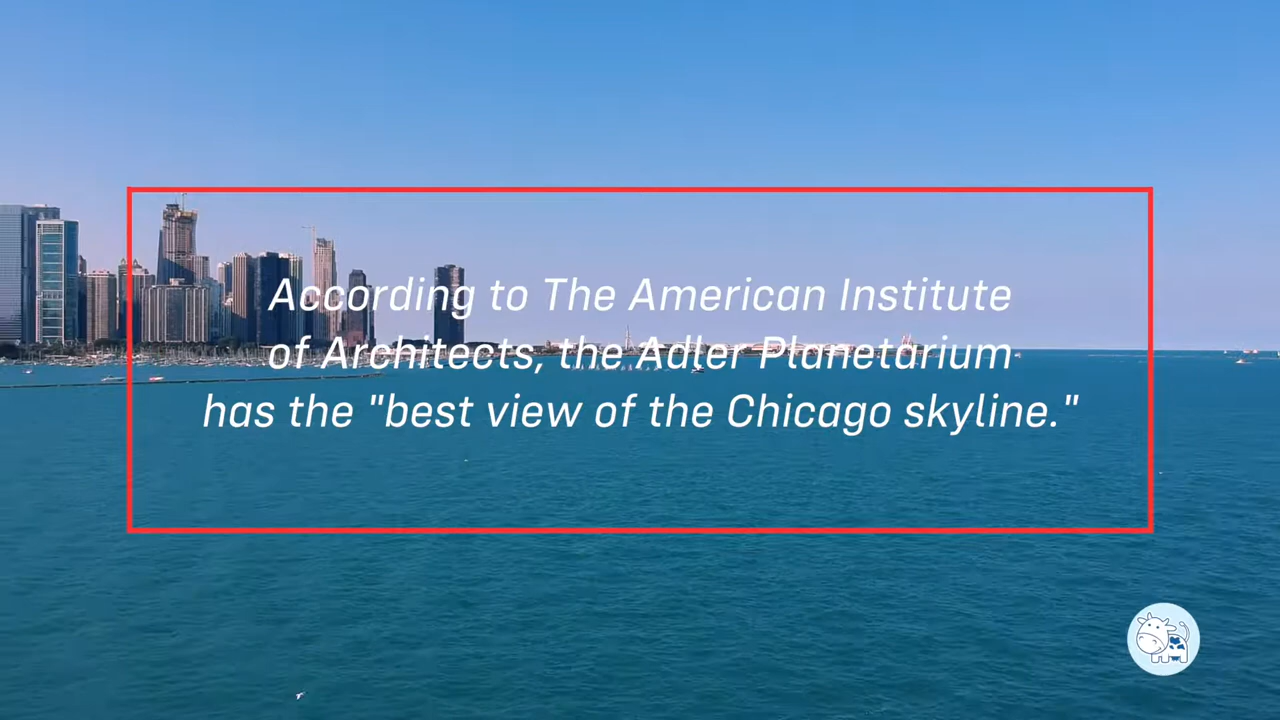 According to The American Institute
of Architects, the Adler Planetarium
has the "best view of the Chicago skyline."